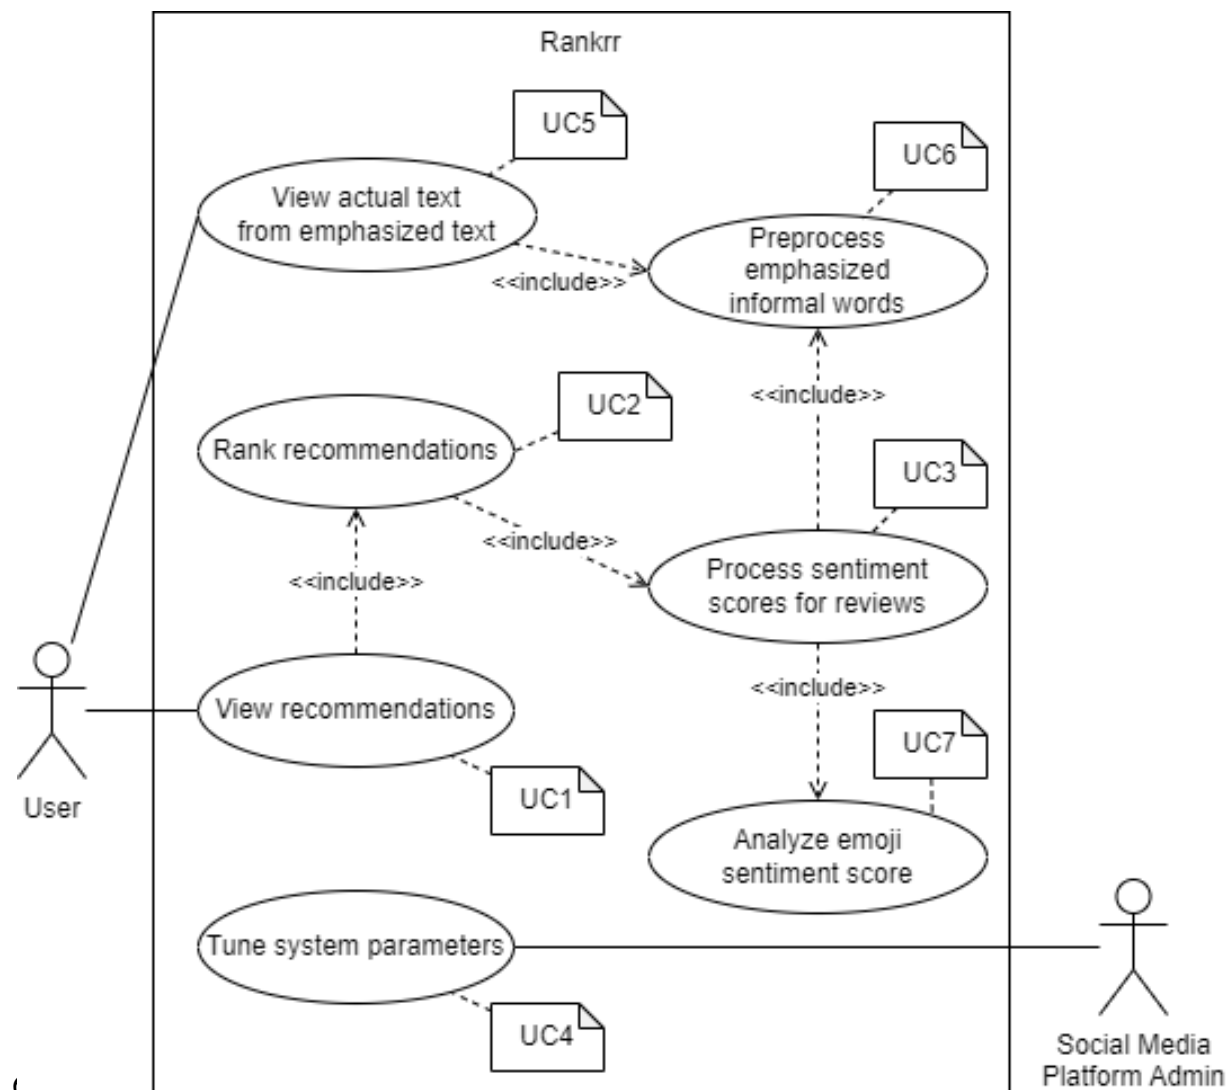 Rankrr
UC5
View actual text
from emphasized text
<<include>>
UC6
Preprocess
emphasized
informal words
<<include>>
UC2
Rank recommendations
<<include>>
UC3
Process sentiment
scores for reviews
<<include>>
<<include>>
View recommendations
UC1
User
UC7
Analyze emoji
sentiment score
Tune system parameters
UC4
Social Media
Platform Admin